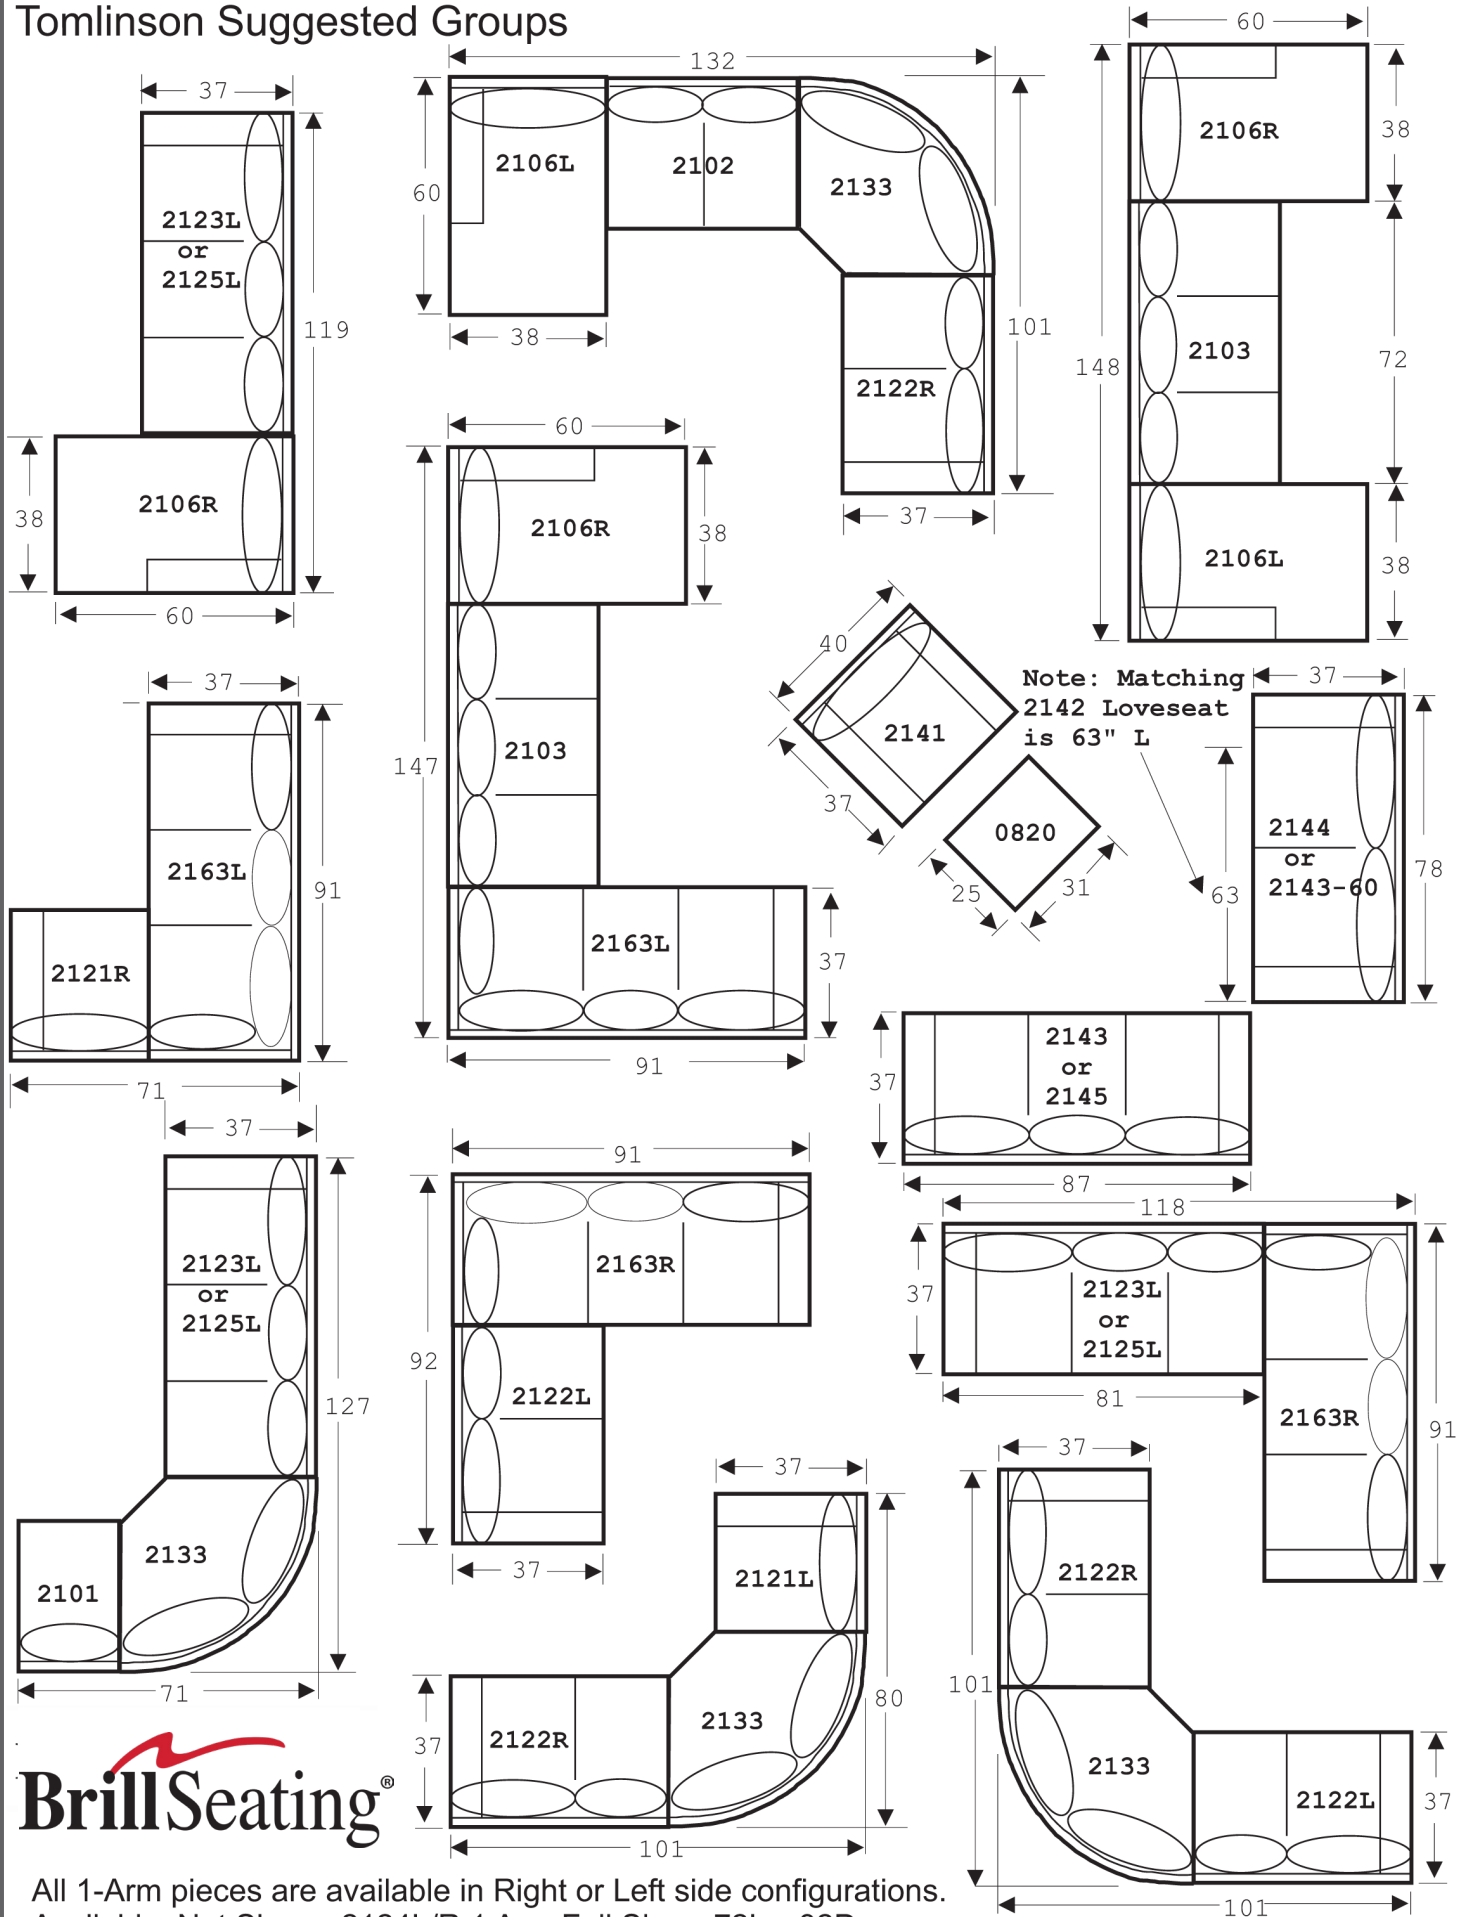 Tomlinson Suggested Groups
37
2123L
or
2125L
119
2106R
38
60
132
2106L
2102
2133
60
38
101
2122R
37
60
2106R
38
148
2103
72
2106L
38
60
2106R
38
147
2103
2163L
37
91
40
2141
37
Note: Matching
2142 Loveseat
is 63" L
0820
25
31
63
37
2144
or
2143-60
78
37
2163L
91
2121R
71
2143
or
2145
37
87
37
2123L
or
2125L
127
2133
2101
71
91
2163R
92
2122L
37
118
37
2123L
or
2125L
81
2163R
91
37
2121L
2133
80
2122R
37
101
37
2122R
101
2133
2122L
37
101
BrillSeating®
All 1-Arm pieces are available in Right or Left side configurations.